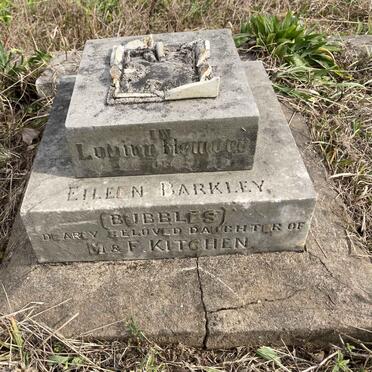 IN
LOVING MEMORY
EILEEN BARKLEY.
(BUBBLES)
DEARLY BELOVED DAUGHTER OF
M & F. KITCHEN.